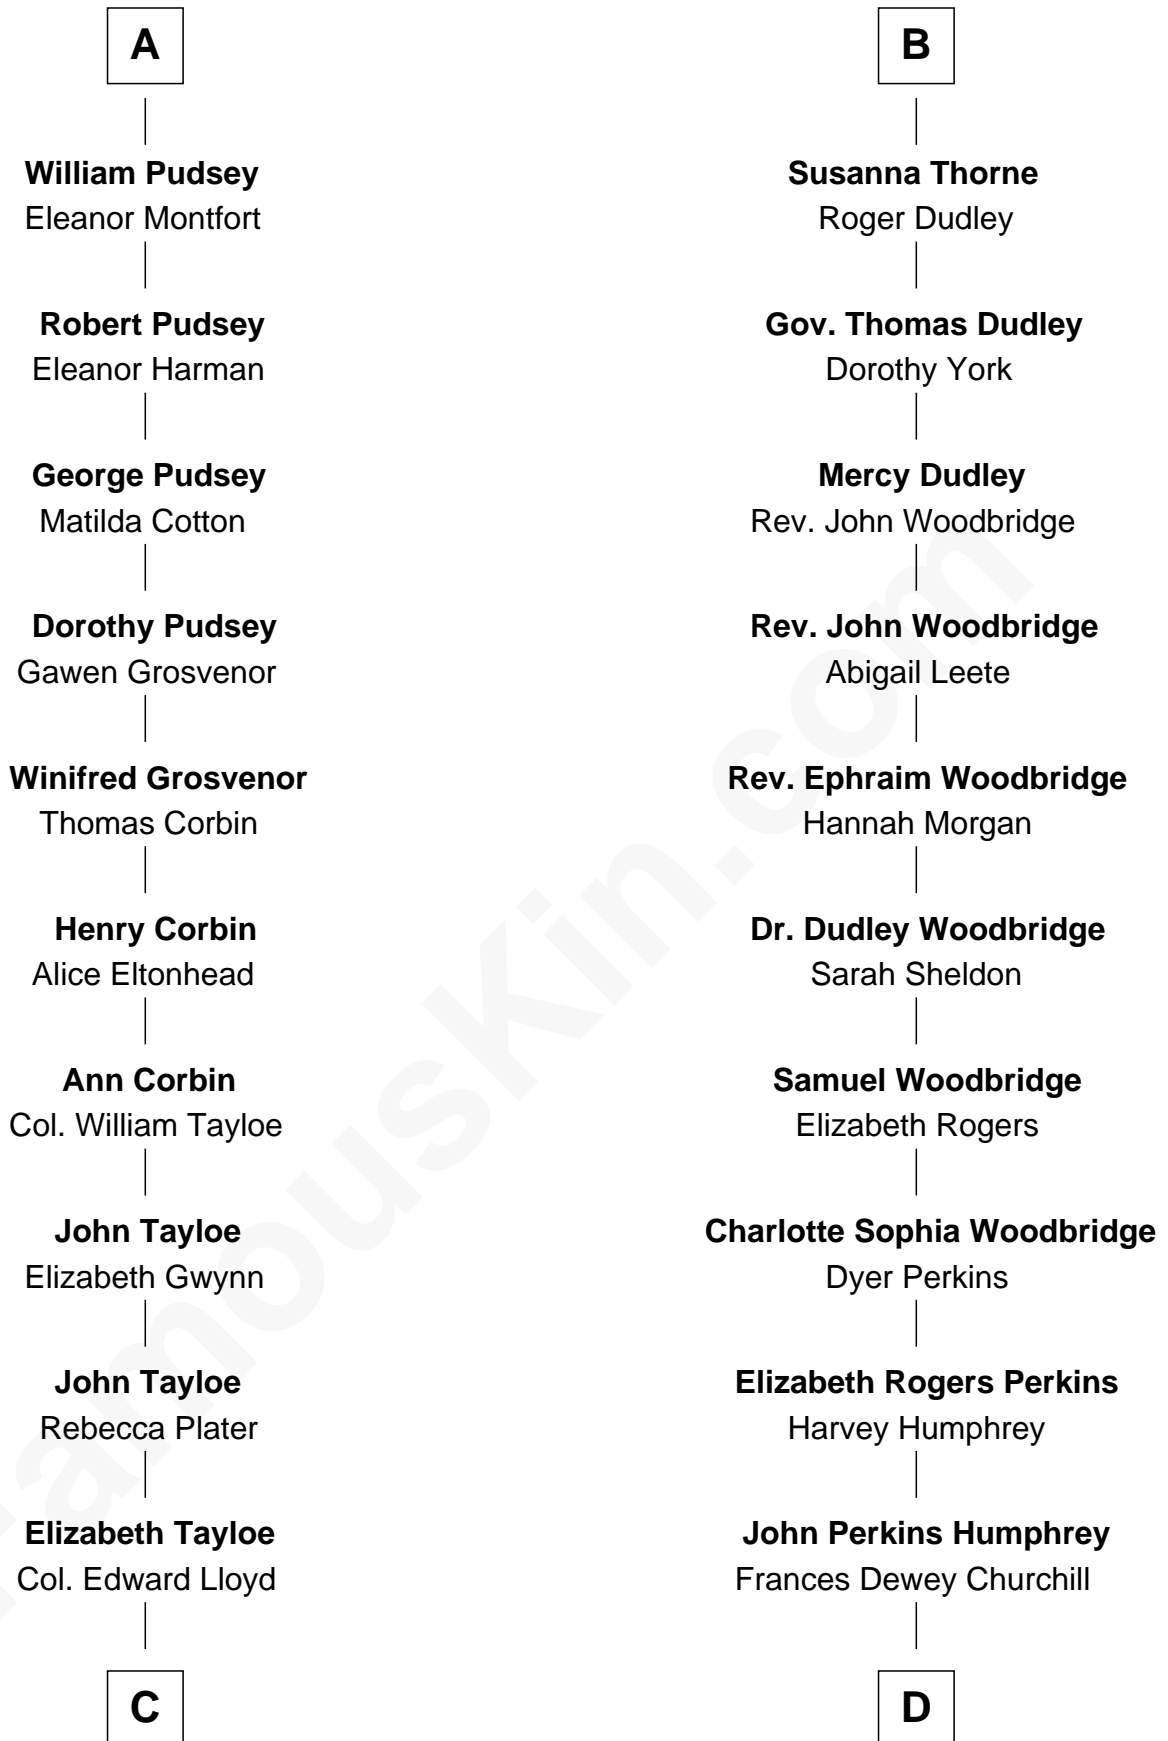 A
B
William Pudsey
Eleanor Montfort
Susanna Thorne
Roger Dudley
Robert Pudsey
Eleanor Harman
Gov. Thomas Dudley
Dorothy York
George Pudsey
Matilda Cotton
Mercy Dudley
Rev. John Woodbridge
Dorothy Pudsey
Gawen Grosvenor
Rev. John Woodbridge
Abigail Leete
Winifred Grosvenor
Thomas Corbin
Rev. Ephraim Woodbridge
Hannah Morgan
Henry Corbin
Alice Eltonhead
Dr. Dudley Woodbridge
Sarah Sheldon
Ann Corbin
Col. William Tayloe
Samuel Woodbridge
Elizabeth Rogers
John Tayloe
Elizabeth Gwynn
Charlotte Sophia Woodbridge
Dyer Perkins
John Tayloe
Rebecca Plater
Elizabeth Rogers Perkins
Harvey Humphrey
Elizabeth Tayloe
Col. Edward Lloyd
John Perkins Humphrey
Frances Dewey Churchill
C
D
FamousKin.com